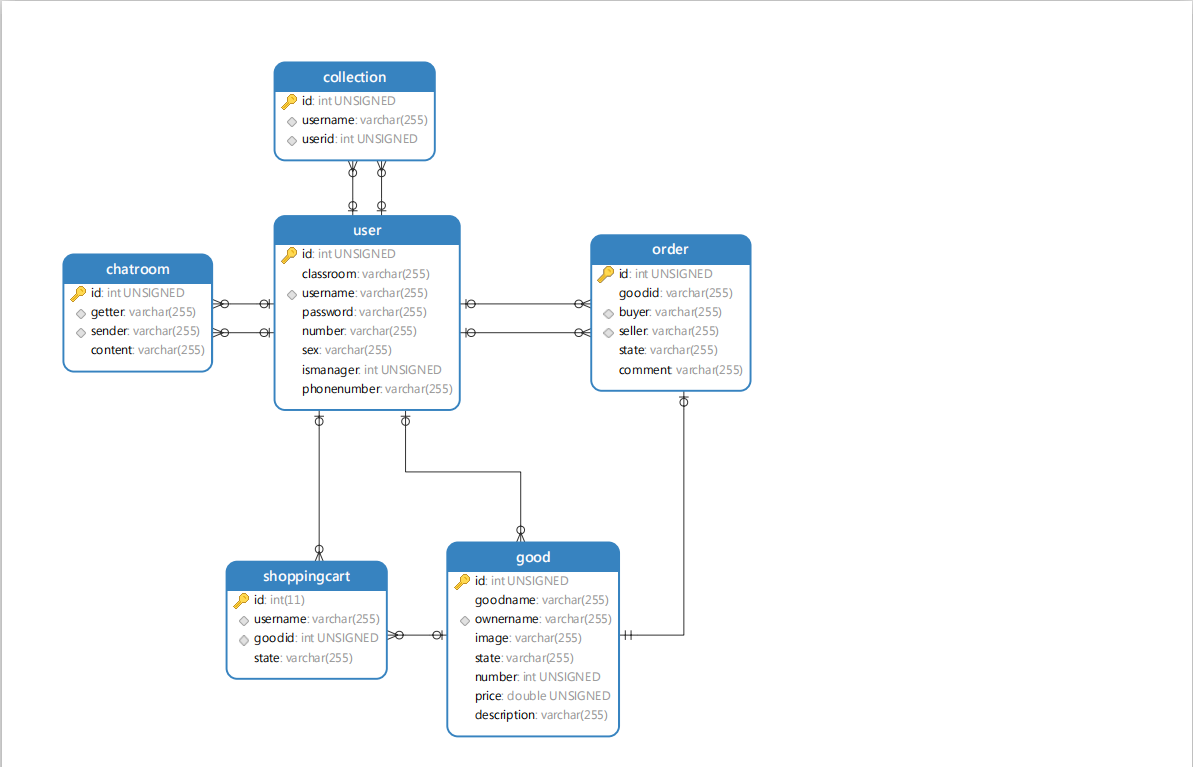 collection
id: int UNSIGNED
username: varchar(255)
userid: int UNSIGNED
user
id: int UNSIGNED
classroom: varchar(255)
username: varchar(255)
password: varchar(255)
number: varchar(255)
sex: varchar(255)
ismanager: int UNSIGNED
phonenumber: varchar(255)
order
id: int UNSIGNED
goodid: varchar(255)
buyer: varchar(255)
seller: varchar(255)
state: varchar(255)
comment: varchar(255)
chatroom
id: int UNSIGNED
getter: varchar(255)
sender: varchar(255)
content: varchar(255)
shoppingcart
id: int(11)
username: varchar(255)
goodid: int UNSIGNED
state: varchar(255)
good
id: int UNSIGNED
goodname: varchar(255)
ownername: varchar(255)
image: varchar(255)
state: varchar(255)
number: int UNSIGNED
price: double UNSIGNED
description: varchar(255)